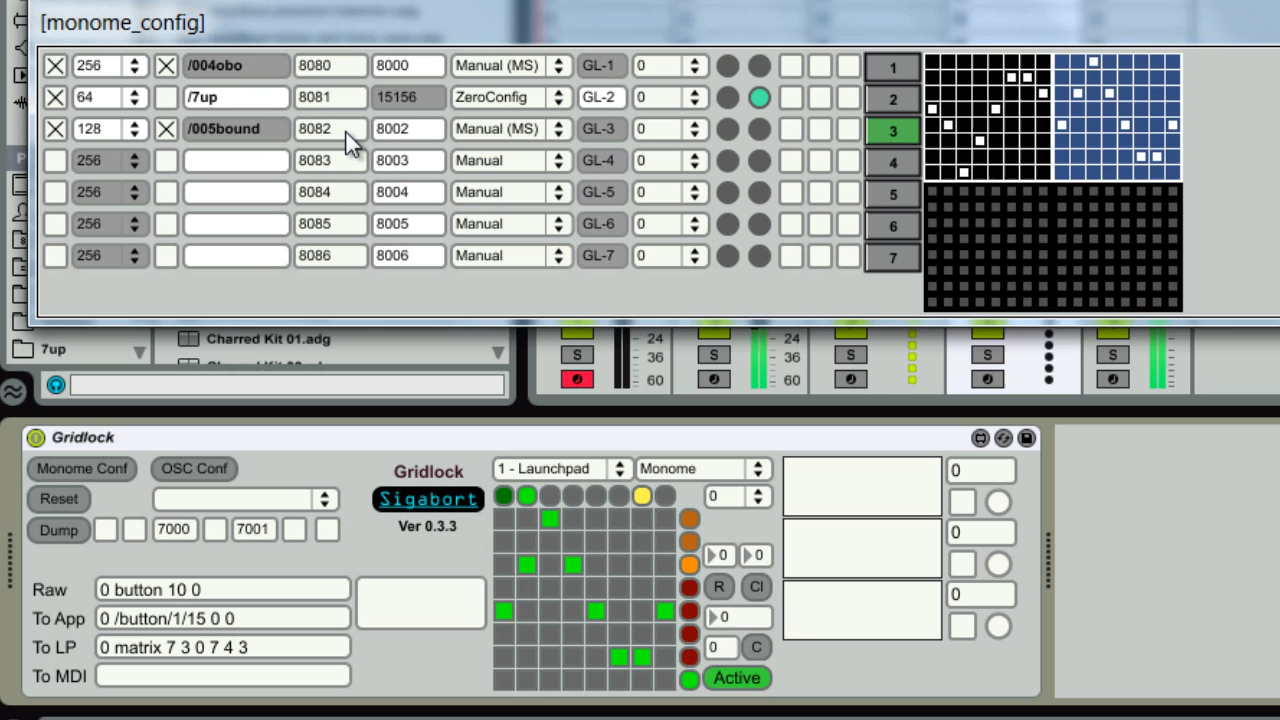 [monome_config]
256 /004obo 8080 8000 Manual (MS) GL-1 0 1
64 /7up 8081 15156 ZeroConfig GL-2 0 2
128 /005bound 8082 8002 Manual (MS) GL-3 0 3
256 8083 8003 Manual GL-4 0 4
256 8084 8004 Manual GL-5 0 5
256 8085 8005 Manual GL-6 0 6
256 8086 8006 Manual GL-7 0 7
7up Charred Kit 01.adg
24 24
S 36 S 36 S S S
60 60
Gridlock
Monome Conf OSC Conf Gridlock 1 - Launchpad Monome 0
Reset Sigabort 0
Dump 7000 7001 Ver 0.3.3
0 0 0
Raw 0 button 10 0 R Cl 0
To App 0 /button/1/15 0 0 0
To LP 0 matrix 7 3 0 7 4 3 0 C
To MDI Active